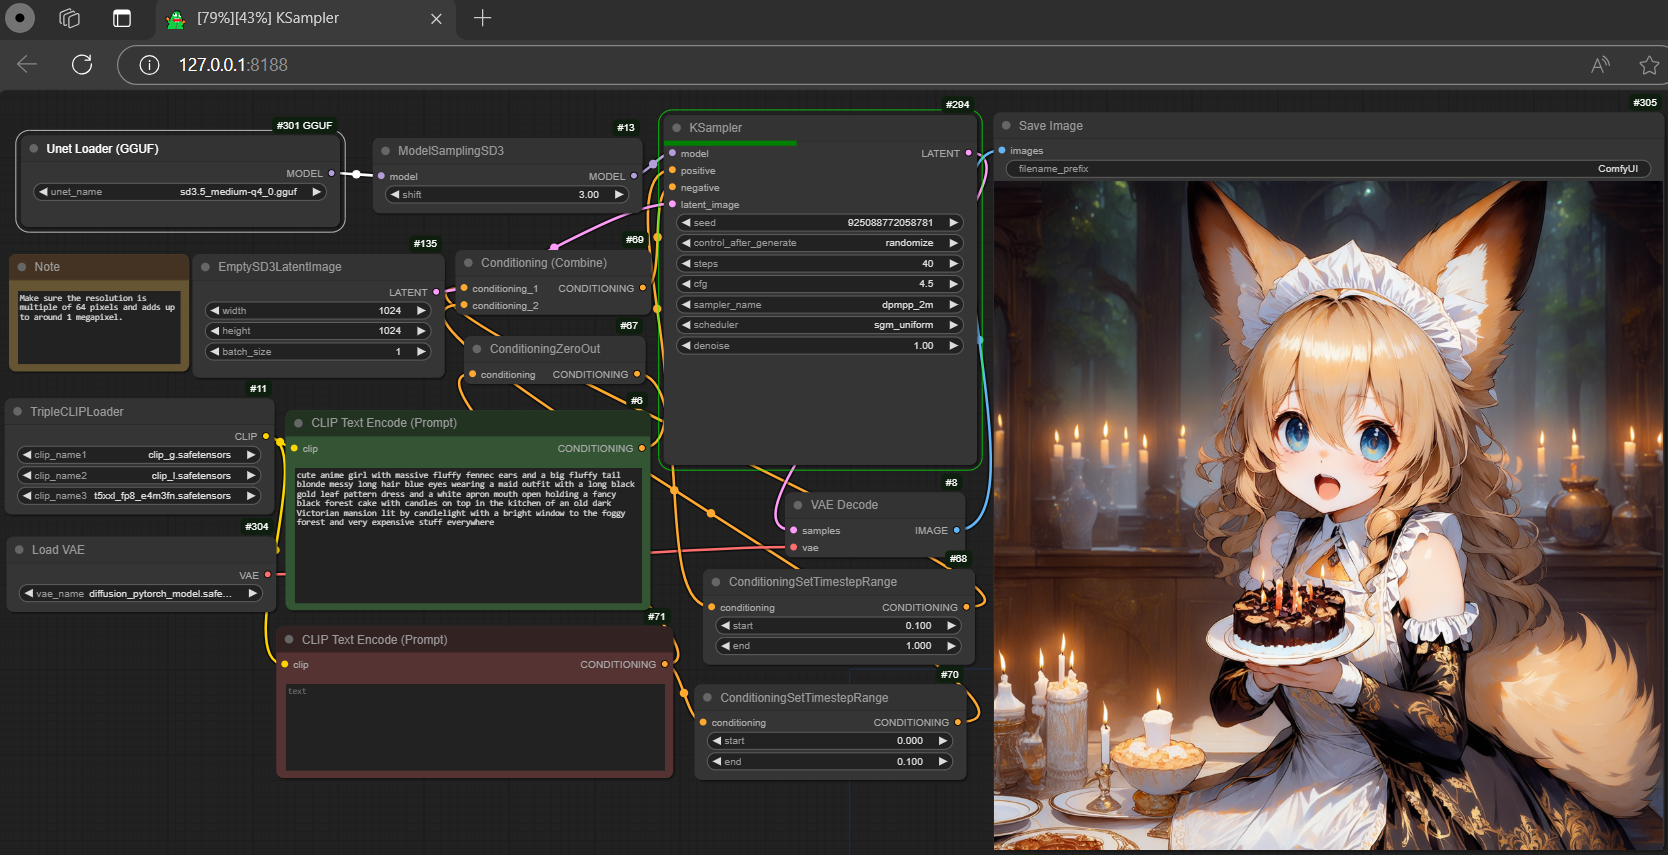 [79%][43%] KSampler
127.0.0.1:8188
#301 GGUF
Unet Loader (GGUF)
MODEL
unet_name sd3.5_medium-q4_0.gguf
#13
ModelSamplingSD3
model MODEL
shift 3.00
#294
KSampler
model LATENT
positive
negative
latent_image
seed 925088772058781
control_after_generate randomize
steps 40
cfg 4.5
sampler_name dpmpp_2m
scheduler sgm_uniform
denoise 1.00
#305
Save Image
images
filename_prefix ComfyUI
Note
Make sure the resolution is
multiple of 64 pixels and adds up
to around 1 megapixel.
#135
EmptySD3LatentImage
LATENT
width 1024
height 1024
batch_size 1
#69
Conditioning (Combine)
conditioning_1 CONDITIONING
conditioning_2
#67
ConditioningZeroOut
conditioning CONDITIONING
#11
TripleCLIPLoader
CLIP
clip_name1 clip_g.safetensors
clip_name2 clip_l.safetensors
clip_name3 t5xxl_fp8_e4m3fn.safetensors
#6
CLIP Text Encode (Prompt)
clip CONDITIONING
cute anime girl with massive fluffy fennec ears and a big fluffy tail
blonde messy long hair blue eyes wearing a maid outfit with a long black
gold leaf pattern dress and a white apron mouth open holding a fancy
black forest cake with candles on top in the kitchen of an old dark
Victorian mansion lit by candlelight with a bright window to the foggy
forest and very expensive stuff everywhere
#304
Load VAE
VAE
vae_name diffusion_pytorch_model.safe...
#8
VAE Decode
samples IMAGE
vae
#68
ConditioningSetTimestepRange
conditioning CONDITIONING
start 0.100
end 1.000
#71
CLIP Text Encode (Prompt)
clip CONDITIONING
text
#70
ConditioningSetTimestepRange
conditioning CONDITIONING
start 0.000
end 0.100